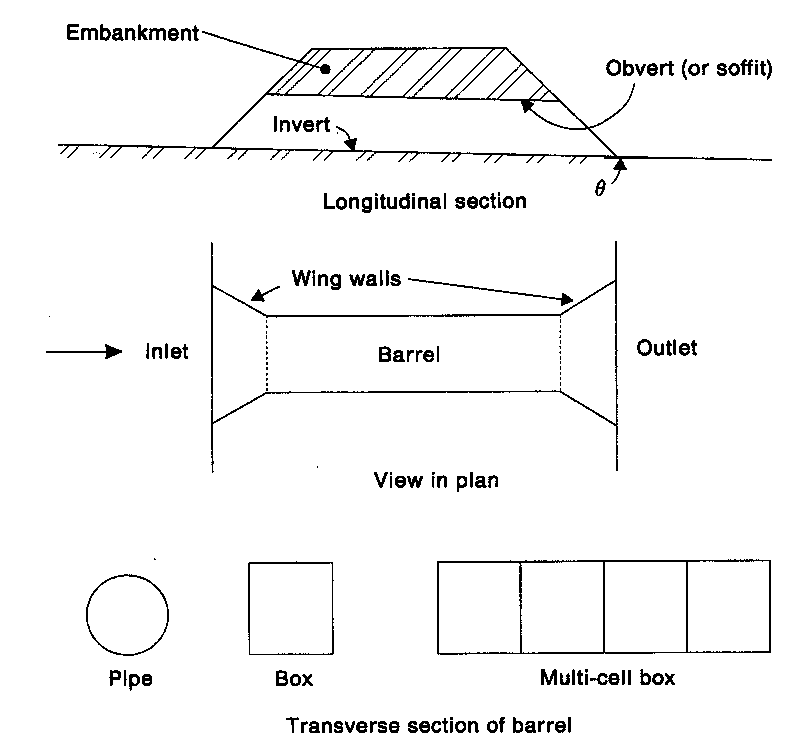 Embankment
Obvert (or soffit)
Invert
θ
Longitudinal section
Wing walls
Inlet
Barrel
Outlet
View in plan
Pipe
Box
Multi-cell box
Transverse section of barrel